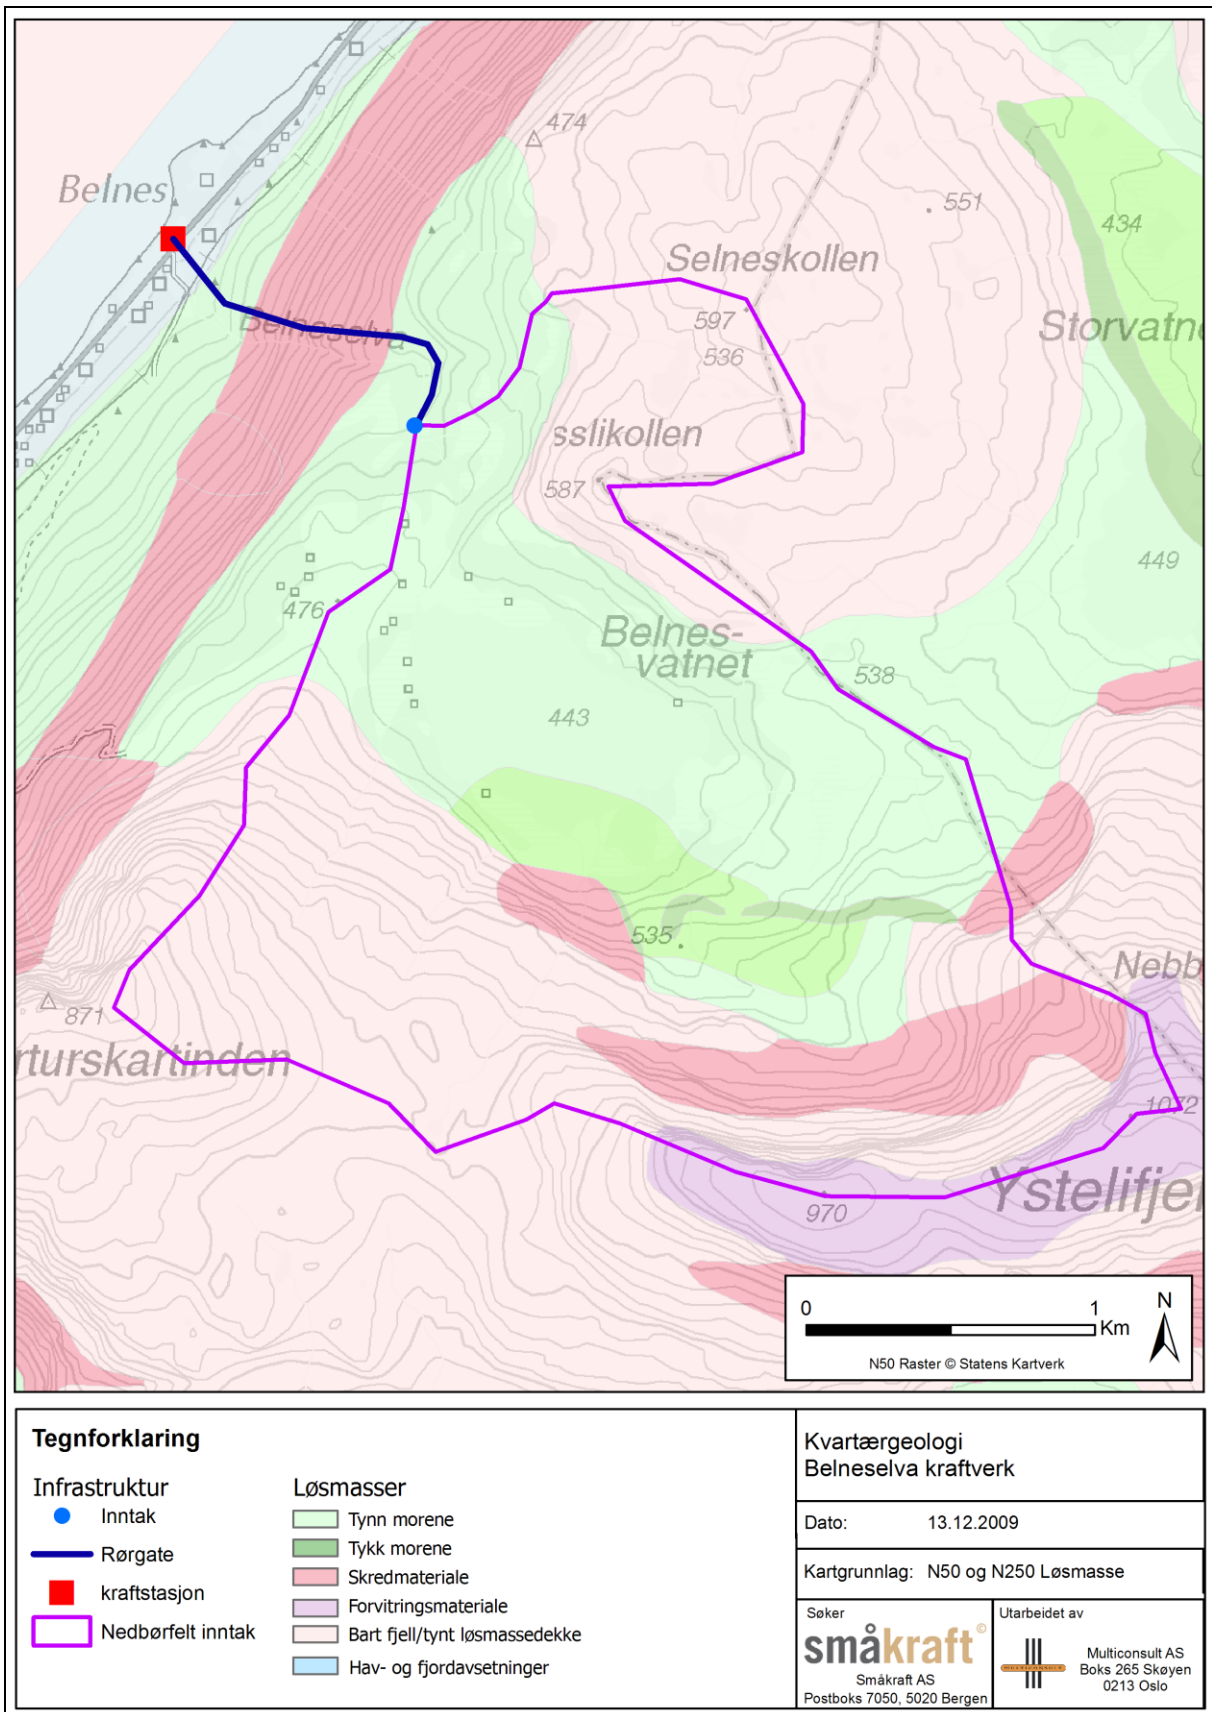 474
Belnes
551
434
Selneskollen
597
536
Storvatne
Belneselva
sslikollen
587
449
476
Belnes-
vatnet
538
443
535
Nebb
871
rturskartinden
1072
Ystelifjel
970
0 1
Km
N
N50 Raster © Statens Kartverk
Tegnforklaring
Infrastruktur
Inntak
Rørgate
kraftstasjon
Nedbørfelt inntak
Løsmasser
Tynn morene
Tykk morene
Skredmateriale
Forvitringsmateriale
Bart fjell/tynt løsmassedekke
Hav- og fjordavsetninger
Kvartærgeologi
Belneselva kraftverk
Dato: 13.12.2009
Kartgrunnlag: N50 og N250 Løsmasse
Søker
småkraft©
Småkraft AS
Postboks 7050, 5020 Bergen
Utarbeidet av
MULTICONSULT
Multiconsult AS
Boks 265 Skøyen
0213 Oslo